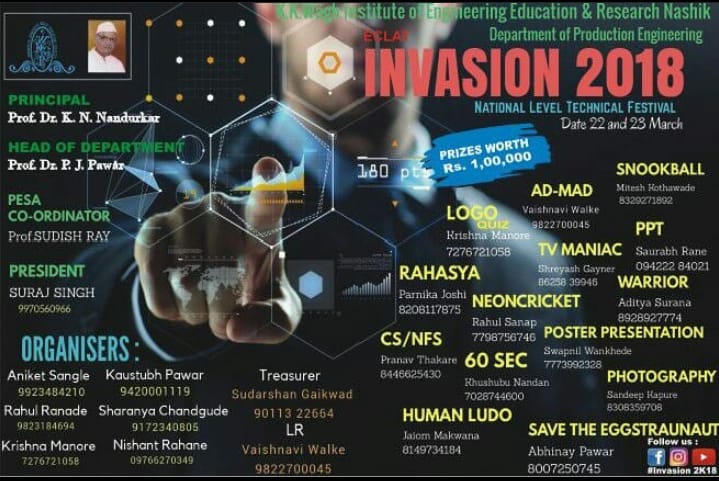 K.K.Wagh Institute of Engineering Education & Research Nashik
Department of Production Engineering
ECLAT
INVASION 2018
NATIONAL LEVEL TECHNICAL FESTIVAL
Date 22 and 23 March
PRIZES WORTH
Rs. 1,00,000
180 pts
PRINCIPAL
Prof. Dr. K. N. Nandurkar
HEAD OF DEPARTMENT
Prof. Dr. P. J. Pawar
PESA
CO-ORDINATOR
Prof.SUDISH RAY
PRESIDENT
SURAJ SINGH
9970560966
ORGANISERS :
Aniket Sangle
9923484210
Kaustubh Pawar
9420001119
Rahul Ranade
9823184694
Sharanya Chandgude
9172340805
Krishna Manore
7276721058
Nishant Rahane
09766270349
Treasurer
Sudarshan Gaikwad
90113 22664
LR
Vaishnavi Walke
9822700045
SNOOKBALL
Mitesh Kothawade
8329271892
AD-MAD
Vaishnavi Walke
9822700045
LOGO
QUIZ
Krishna Manore
7276721058
PPT
Saurabh Rane
094222 84021
TV MANIAC
Shreyash Gayner
86258 39946
RAHASYA
Parnika Joshi
8208117875
WARRIOR
Aditya Surana
8928927774
NEONCRICKET
Rahul Sanap
7798756746
POSTER PRESENTATION
Swapnil Wankhede
7773992328
CS/NFS
Pranav Thakare
8446625430
60 SEC
Khushubu Nandan
7028744600
PHOTOGRAPHY
Sandeep Kapure
8308359708
HUMAN LUDO
Jaiom Makwana
8149734184
SAVE THE EGGSTRAUNAUT
Abhinay Pawar
8007250745
Follow us :
#Invasion 2K18